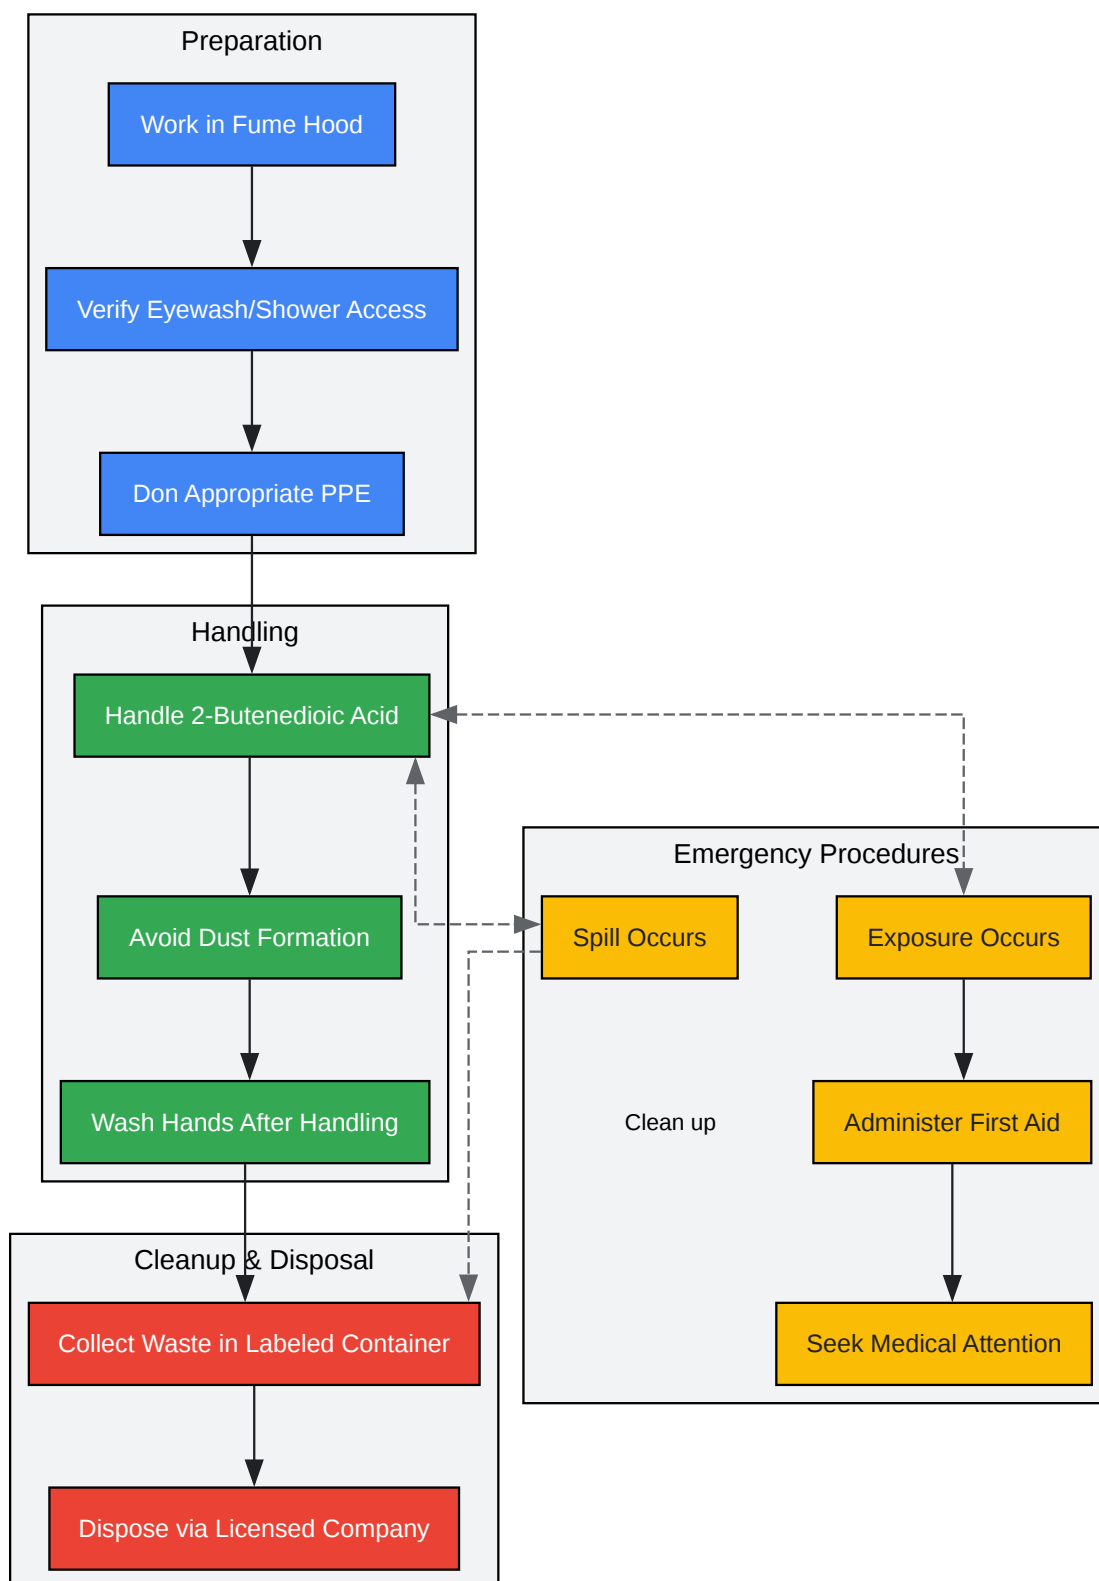 Preparation
Work in Fume Hood
Verify Eyewash/Shower Access
Don Appropriate PPE
Handling
Handle 2-Butenedioic Acid
Avoid Dust Formation
Wash Hands After Handling
Emergency Procedures
Spill Occurs
Exposure Occurs
Clean up
Administer First Aid
Seek Medical Attention
Cleanup & Disposal
Collect Waste in Labeled Container
Dispose via Licensed Company